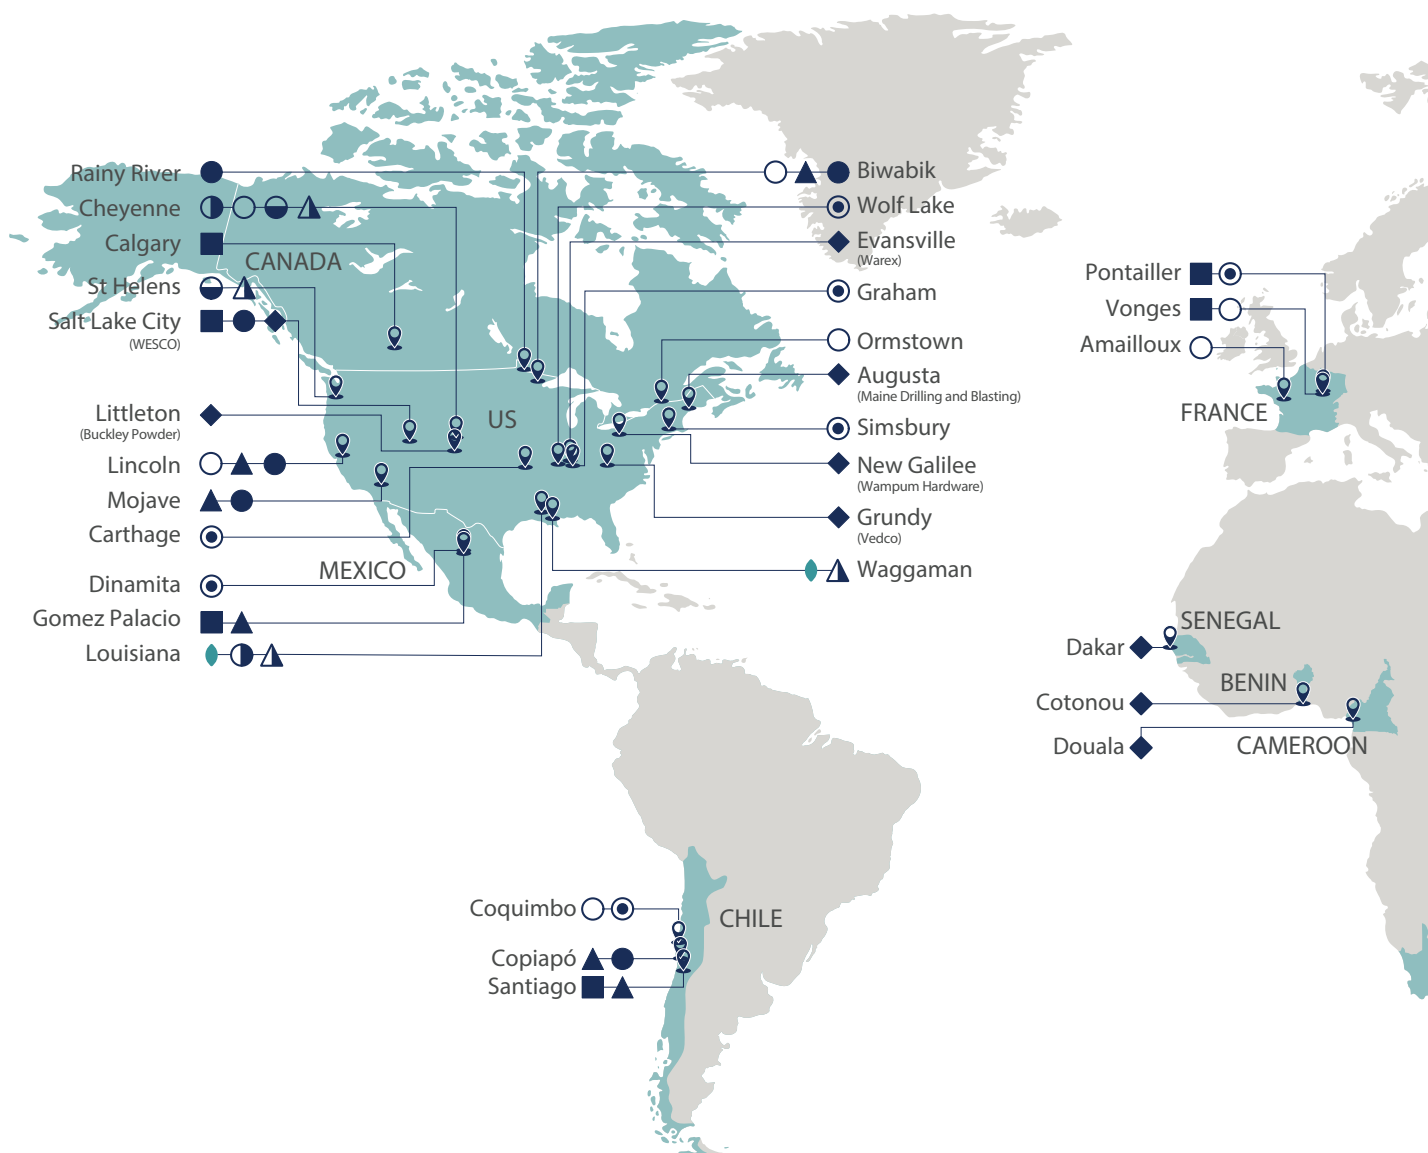 Rainy River
Cheyenne
Calgary
CANADA
St Helens
Salt Lake City
(WESCO)
US
Littleton
(Buckley Powder)
Lincoln
Mojave
Carthage
MEXICO
Dinamita
Gomez Palacio
Louisiana
Biwabik
Wolf Lake
Evansville
(Warex)
Graham
Ormstown
Augusta
(Maine Drilling and Blasting)
Simsbury
New Galilee
(Wampum Hardware)
Grundy
(Vedco)
Waggaman
Pontailler
Vonges
Amailloux
FRANCE
SENEGAL
Dakar
BENIN
Cotonou
Douala
CAMEROON
Coquimbo
CHILE
Copiapó
Santiago